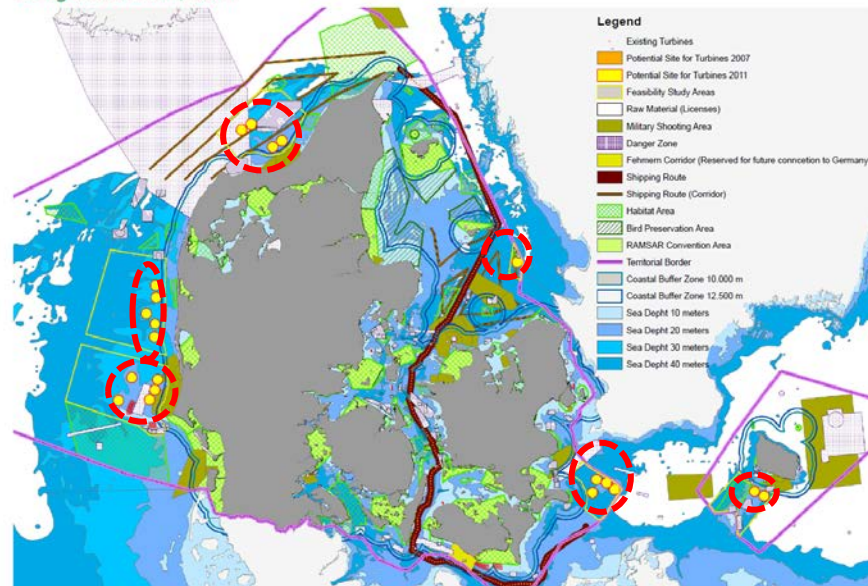 Legend
Existing Turbines
Potiential Site for Turbines 2007
Potiential Site for Turbines 2011
Feasibility Study Areas
Raw Material (Licenses)
Military Shooting Area
Danger Zone
Fehmern Corridor (Reserved for future conncetion to Germany
Shipping Route
Shipping Route (Corridor)
Habitat Area
Bird Preservation Area
RAMSAR Convention Area
Territorial Border
Coastal Buffer Zone 10.000 m
Coastal Buffer Zone 12.500 m
Sea Depht 10 meters
Sea Depht 20 meters
Sea Depht 30 meters
Sea Depht 40 meters